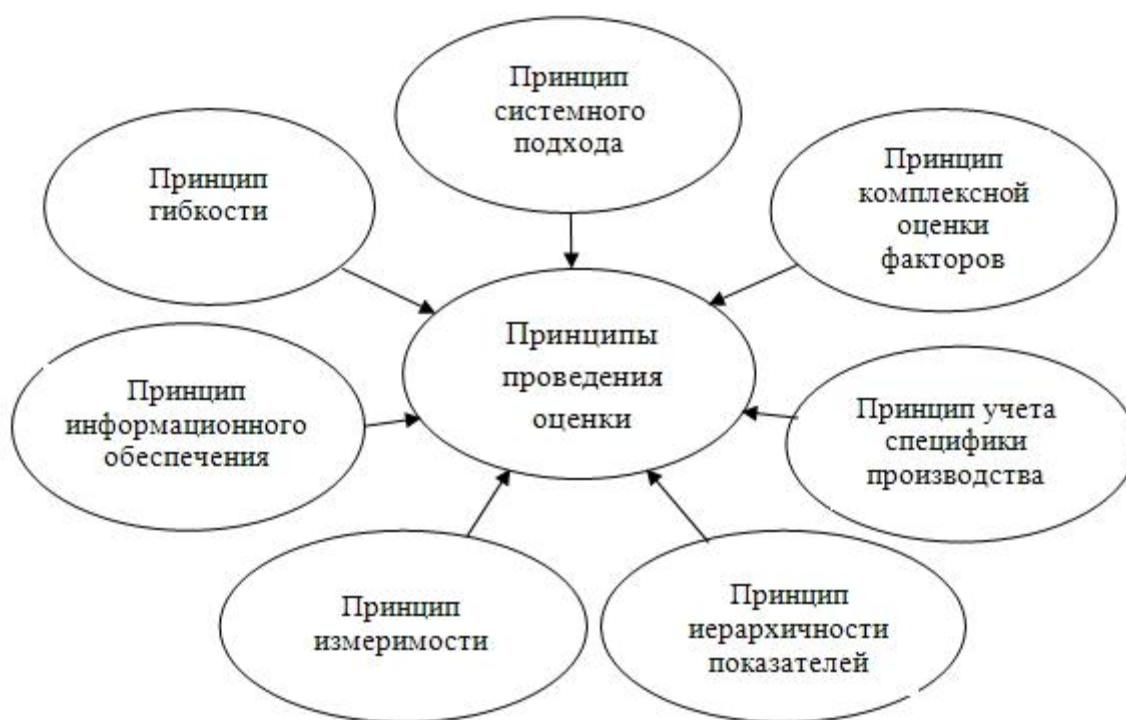 Принцип
системного
подхода
Принцип
гибкости
Принцип
комплексной
оценки
факторов
Принципы
проведения
оценки
Принцип
информационного
обеспечения
Принцип учета
специфики
производства
Принцип
измеримости
Принцип
иерархичности
показателей